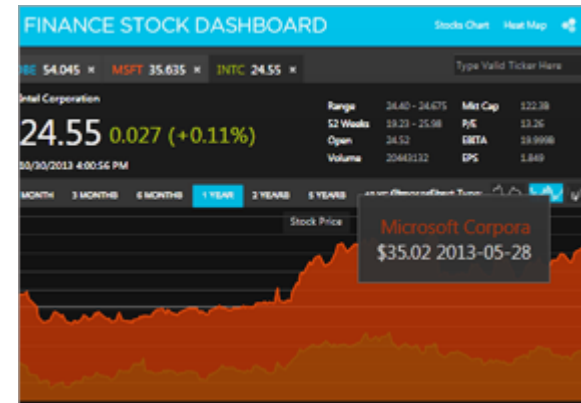 FINANCE STOCK DASHBOARD
Stocks Chart Heat Map
54.045 × MSFT 35.635 × INTC 24.55 ×
Type Valid Ticker Here
Intel Corporation
24.55 0.027 (+0.11%)
10/30/2013 4:00:56 PM
Range 24.40 - 24.675 Mkt Cap 122.3B
52 Weeks 19.23 - 25.98 P/E 13.26
Open 24.52 EBITA 19.999B
Volume 20443132 EPS 1.849
MONTH 3 MONTHS 6 MONTHS 1 YEAR 2 YEARS 5 YEARS
Stock Price
Microsoft Corpora
$35.02 2013-05-28